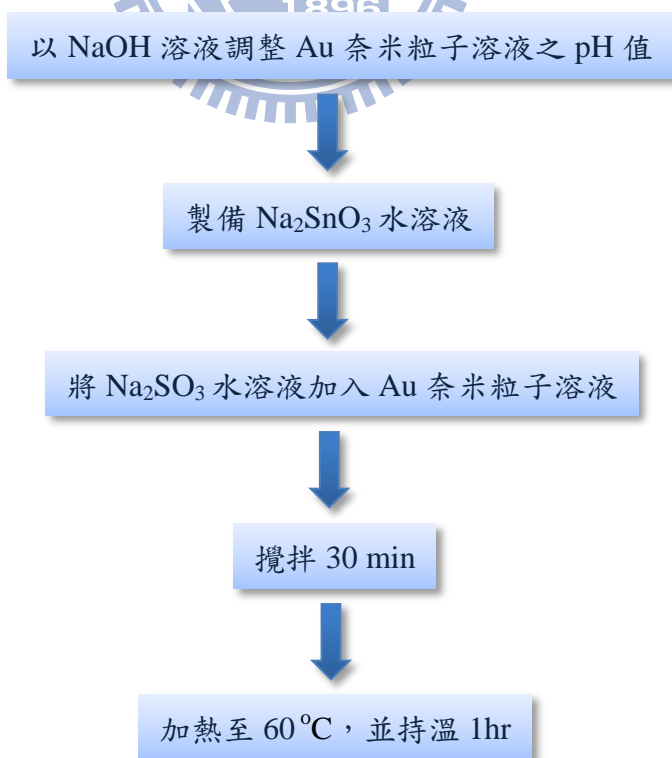 1896
以 NaOH 溶液調整 Au 奈米粒子溶液之 pH 值
製備 Na₂SnO₃ 水溶液
將 Na₂SO₃ 水溶液加入 Au 奈米粒子溶液
攪拌 30 min
加熱至 60 ᵒC，並持溫 1hr